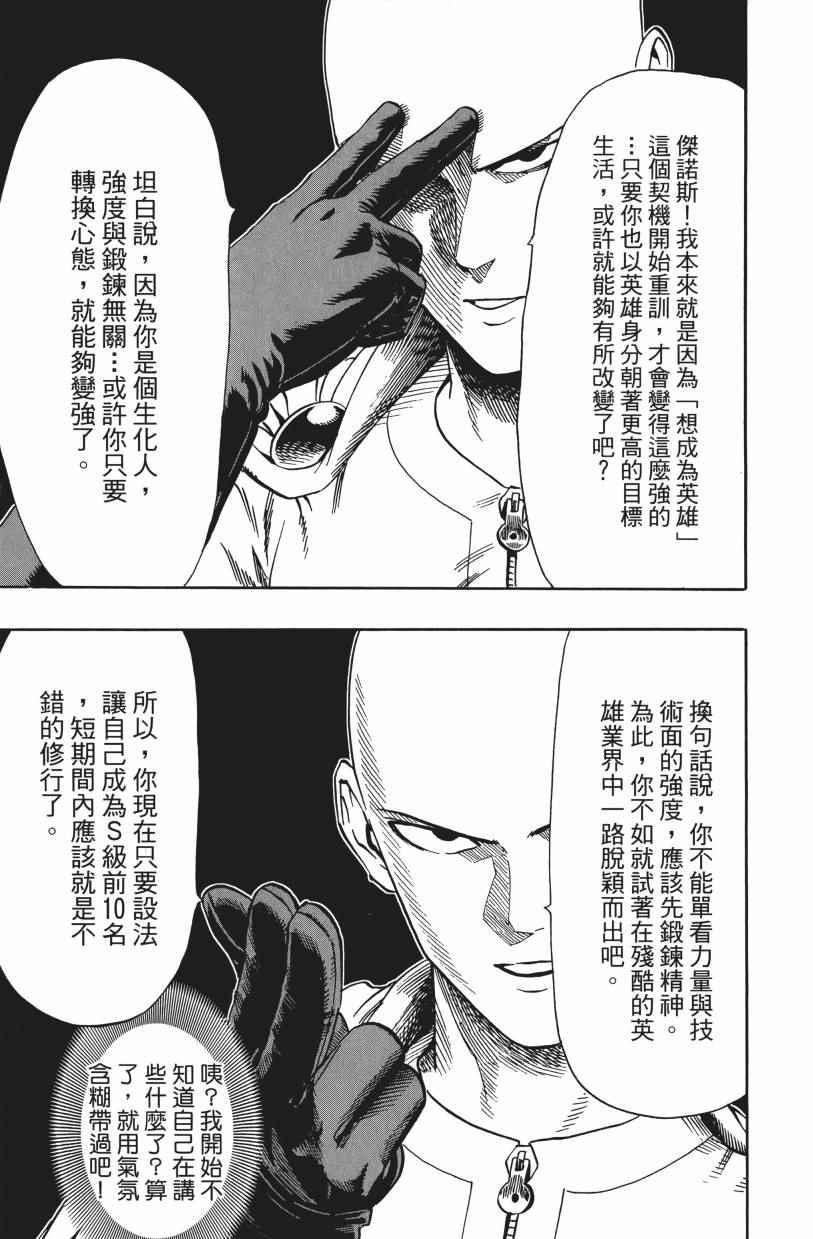 傑諾斯！我本來就是因為「想成為英雄」
這個契機開始重訓，才會變得這麼強的
…只要你也以英雄身分朝著更高的目標
生活，或許就能夠有所改變了吧？
坦白說，因為你是個生化人，
強度與鍛鍊無關…或許你只要
轉換心態，就能夠變強了。
換句話說，你不能單看力量與技
術面的強度，應該先鍛鍊精神。
為此，你不如就試著在殘酷的英
雄業界中一路脫穎而出吧。
所以，你現在只要設法
讓自己成為S級前10名
，短期間內應該就是不
錯的修行了。
咦？我開始不
知道自己在講
些什麼了？算
了，就用氣氛
含糊帶過吧！